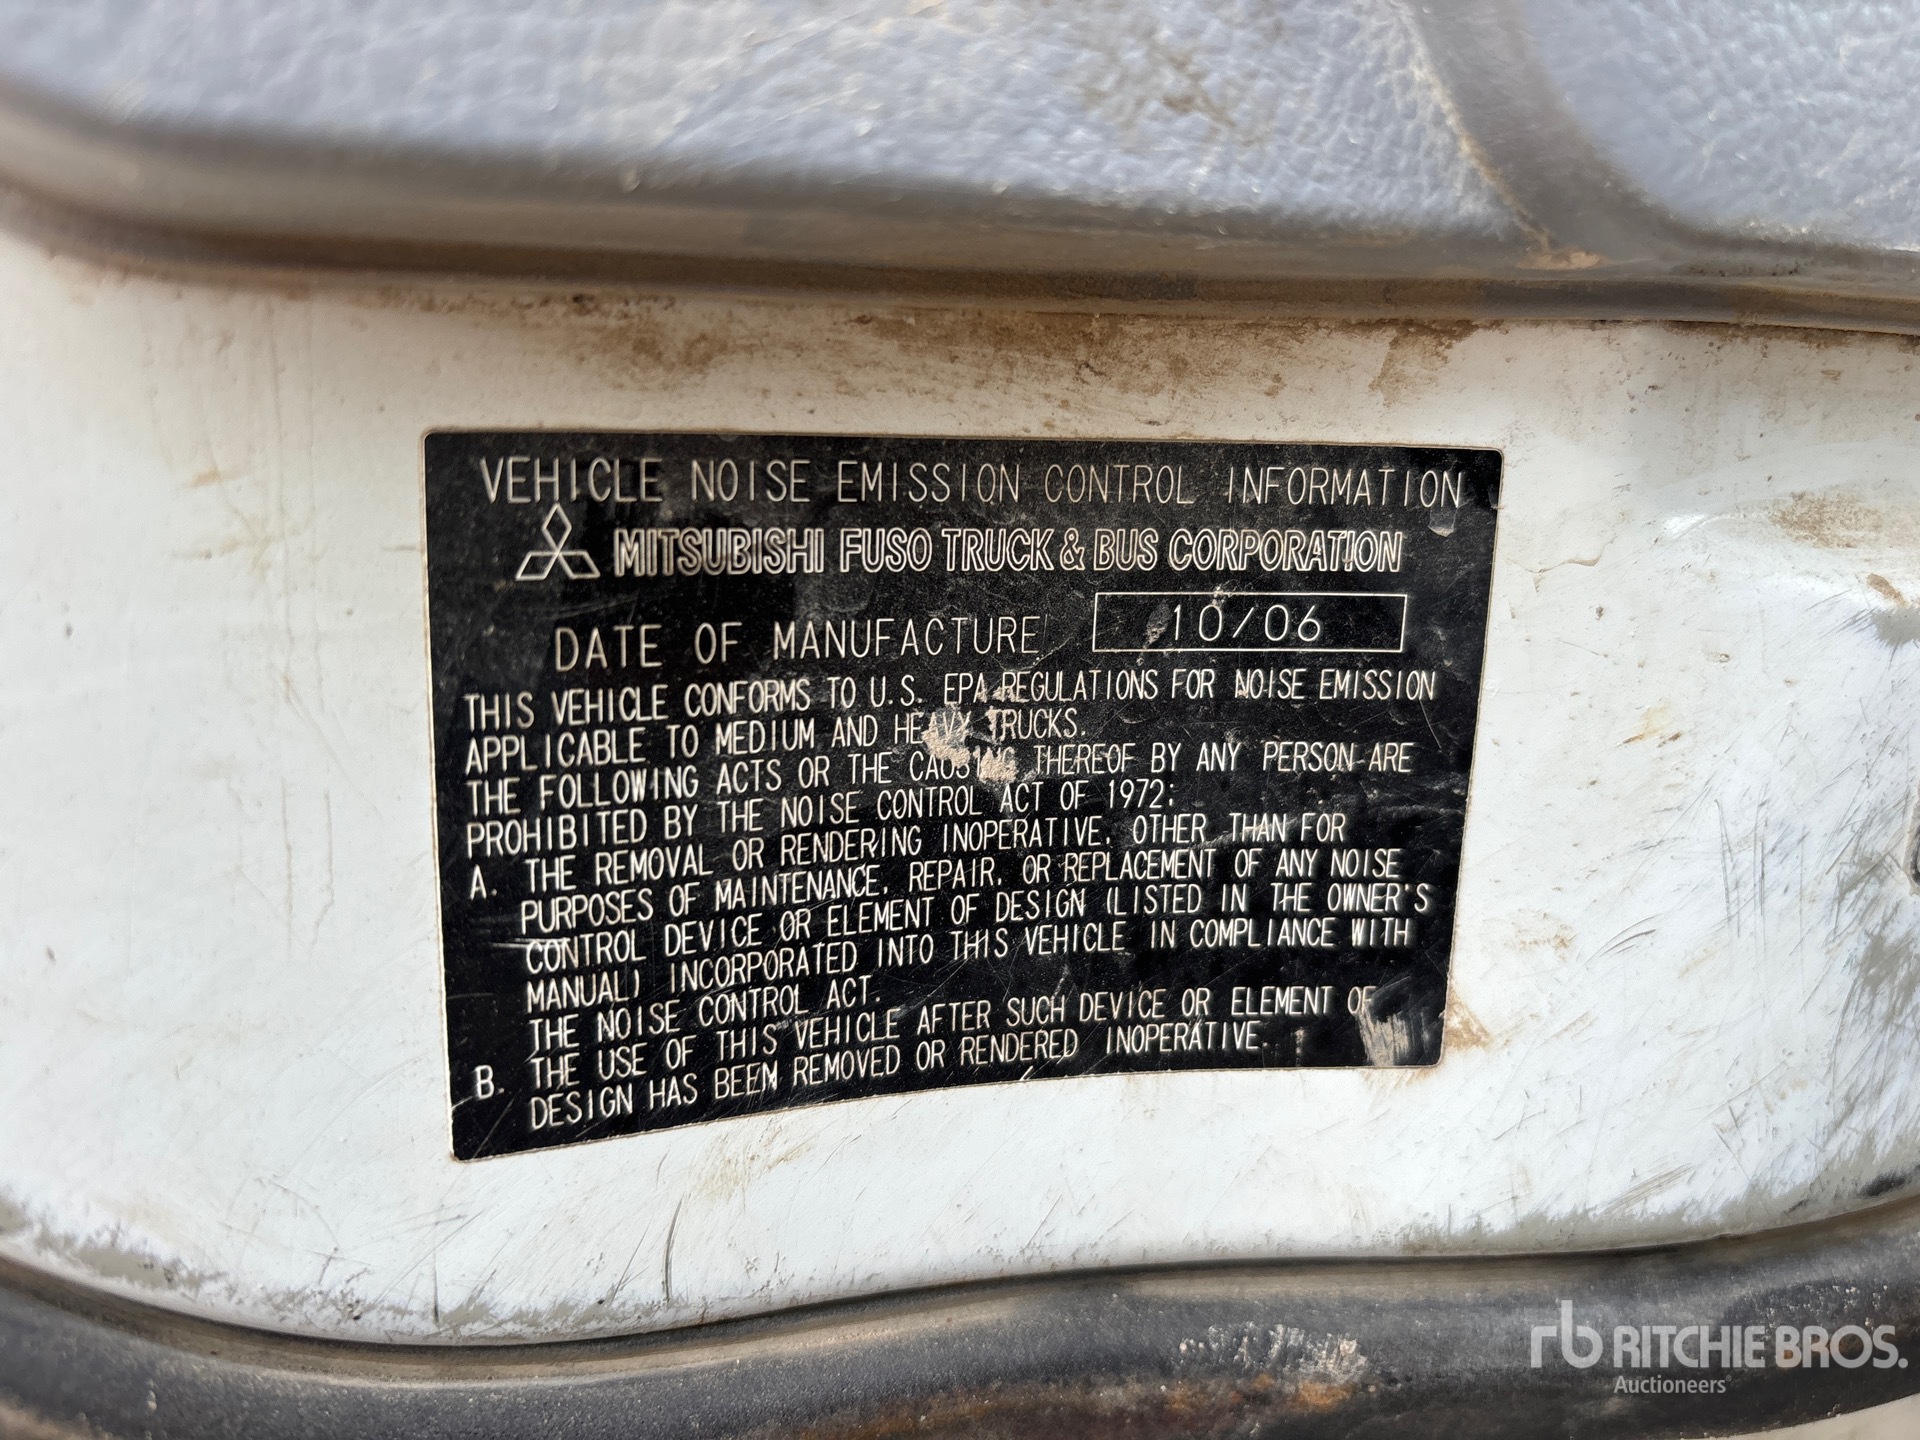 VEHICLE NOISE EMISSION CONTROL INFORMATION
MITSUBISHI FUSO TRUCK & BUS CORPORATION
DATE OF MANUFACTURE 10/06
THIS VEHICLE CONFORMS TO U.S. EPA REGULATIONS FOR NOISE EMISSION
APPLICABLE TO MEDIUM AND HEAVY TRUCKS.
THE FOLLOWING ACTS OR THE CAUSING THEREOF BY ANY PERSON ARE
PROHIBITED BY THE NOISE CONTROL ACT OF 1972:
A. THE REMOVAL OR RENDERING INOPERATIVE, OTHER THAN FOR
PURPOSES OF MAINTENANCE, REPAIR, OR REPLACEMENT OF ANY NOISE
CONTROL DEVICE OR ELEMENT OF DESIGN (LISTED IN THE OWNER'S
MANUAL) INCORPORATED INTO THIS VEHICLE IN COMPLIANCE WITH
THE NOISE CONTROL ACT.
B. THE USE OF THIS VEHICLE AFTER SUCH DEVICE OR ELEMENT OF
DESIGN HAS BEEN REMOVED OR RENDERED INOPERATIVE.
rb RITCHIE BROS.
Auctioneers